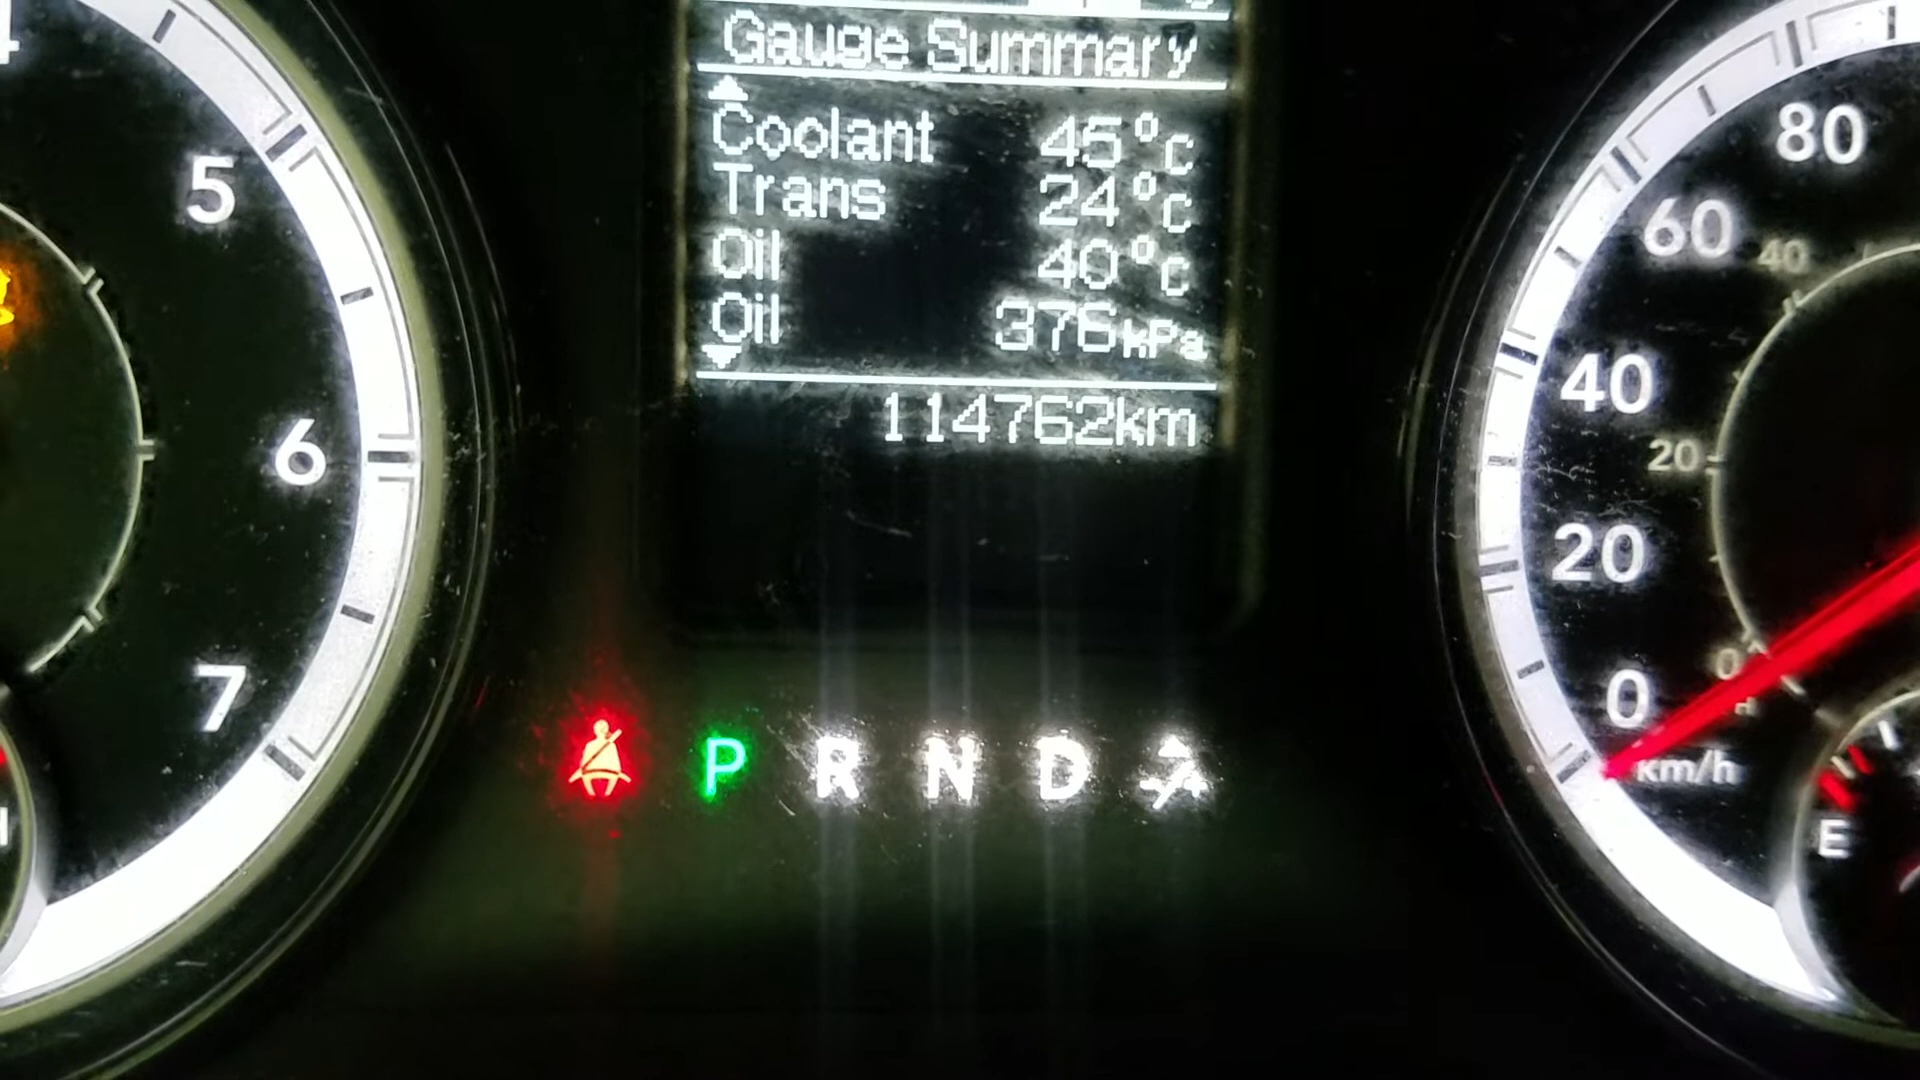 Gauge Summary
Coolant 45°C
Trans 24°C
Oil 40°C
Oil 376kPa
114762km
P R N D
5
6
7
80
60
40
20
0
km/h
40
20
0
E